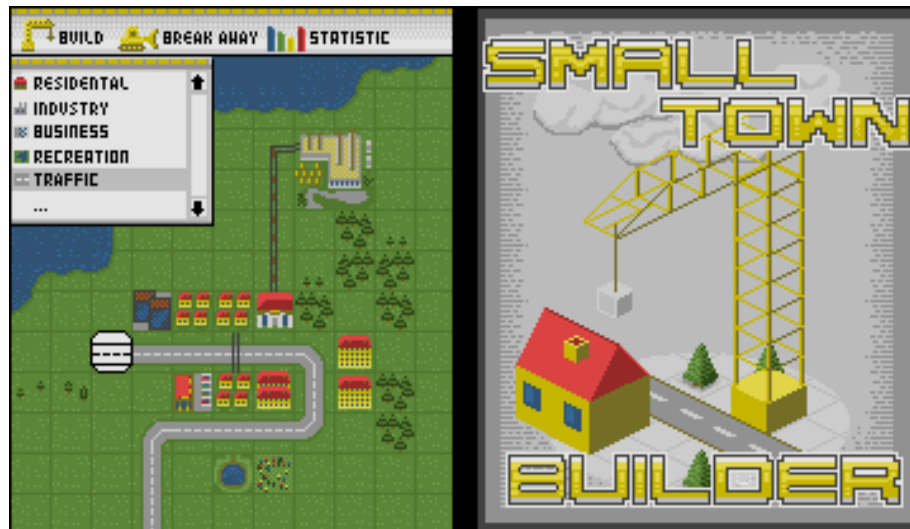 BUILD BREAK AWAY STATISTIC
RESIDENTAL
INDUSTRY
BUSINESS
RECREATION
TRAFFIC
...
SMALL
TOWN
BUILDER